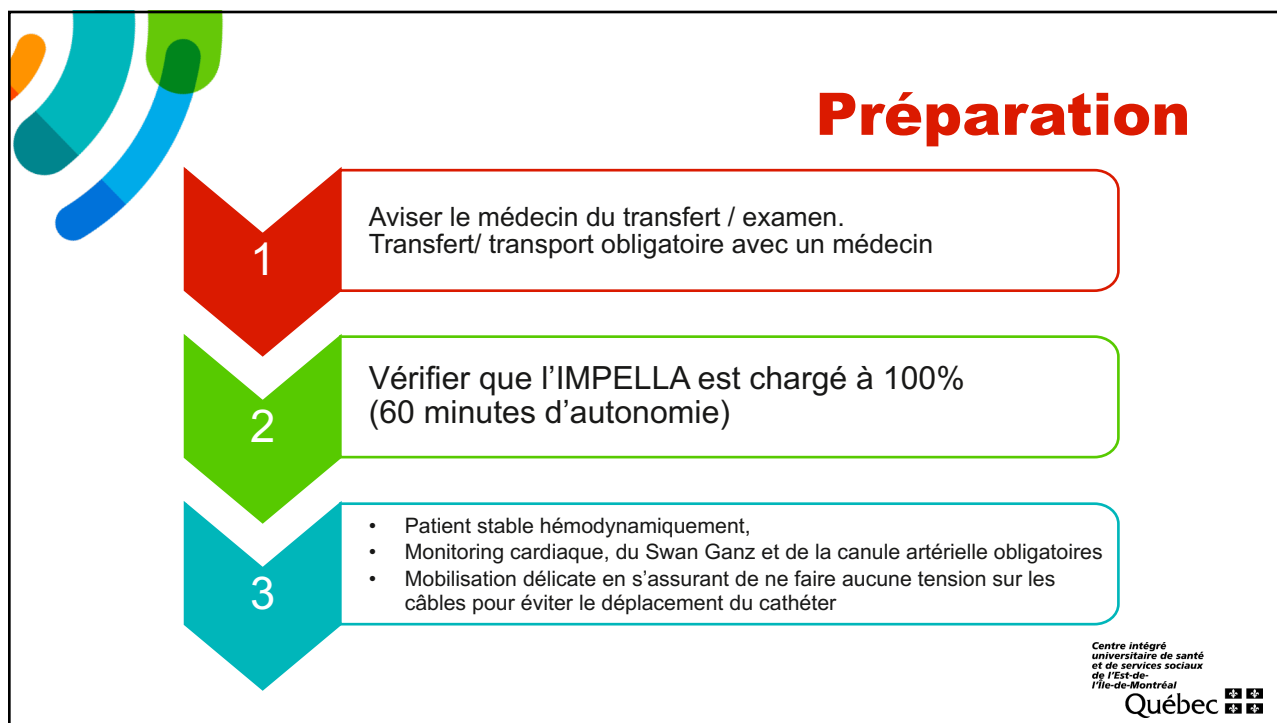 Préparation
1
Aviser le médecin du transfert / examen.
Transfert/ transport obligatoire avec un médecin
2
Vérifier que l’IMPELLA est chargé à 100%
(60 minutes d’autonomie)
3
• Patient stable hémodynamiquement,
• Monitoring cardiaque, du Swan Ganz et de la canule artérielle obligatoires
• Mobilisation délicate en s’assurant de ne faire aucune tension sur les
câbles pour éviter le déplacement du cathéter
Centre intégré
universitaire de santé
et de services sociaux
de l’Est-de-
l’Île-de-Montréal
Québec